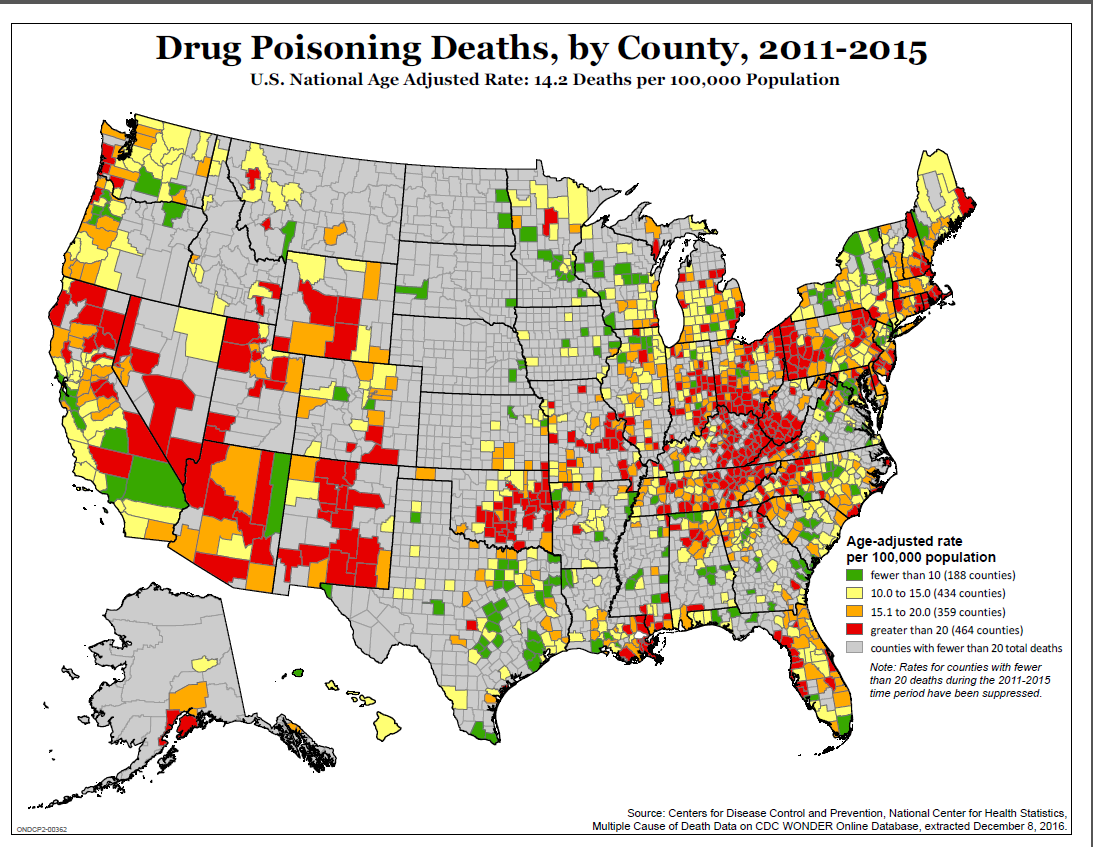 Drug Poisoning Deaths, by County, 2011-2015
U.S. National Age Adjusted Rate: 14.2 Deaths per 100,000 Population
Age-adjusted rate
per 100,000 population
fewer than 10 (188 counties)
10.0 to 15.0 (434 counties)
15.1 to 20.0 (359 counties)
greater than 20 (464 counties)
counties with fewer than 20 total deaths
Note: Rates for counties with fewer
than 20 deaths during the 2011-2015
time period have been suppressed.
Source: Centers for Disease Control and Prevention, National Center for Health Statistics,
Multiple Cause of Death Data on CDC WONDER Online Database, extracted December 8, 2016.
ONDCP2-00362